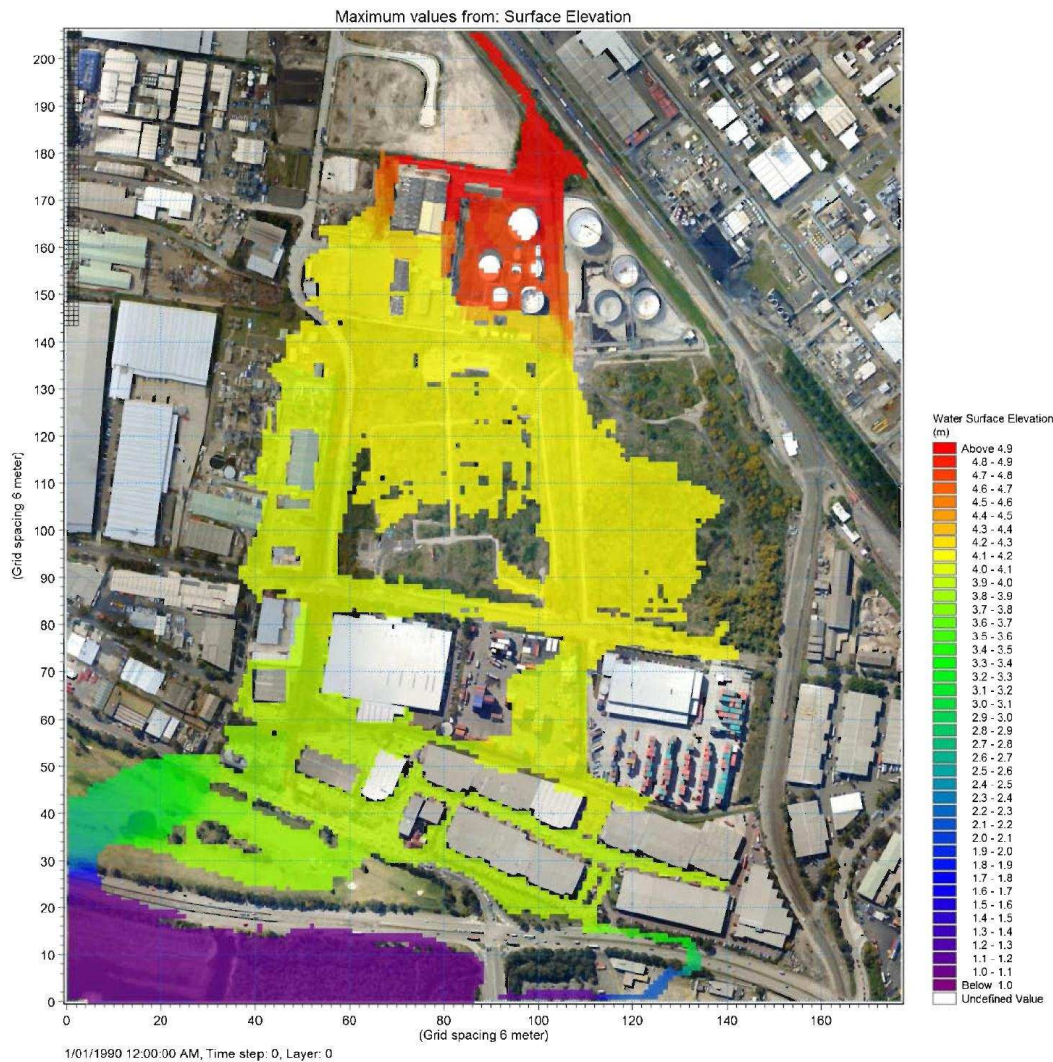 Maximum values from: Surface Elevation
200
190
180
170
160
150
140
130
120
110
100
90
80
70
60
50
40
30
20
10
0
(Grid spacing 6 meter)
0 20 40 60 80 100 120 140 160
(Grid spacing 6 meter)
Water Surface Elevation
(m)
Above 4.9
4.8 - 4.9
4.7 - 4.8
4.6 - 4.7
4.5 - 4.6
4.4 - 4.5
4.3 - 4.4
4.2 - 4.3
4.1 - 4.2
4.0 - 4.1
3.9 - 4.0
3.8 - 3.9
3.7 - 3.8
3.6 - 3.7
3.5 - 3.6
3.4 - 3.5
3.3 - 3.4
3.2 - 3.3
3.1 - 3.2
3.0 - 3.1
2.9 - 3.0
2.8 - 2.9
2.7 - 2.8
2.6 - 2.7
2.5 - 2.6
2.4 - 2.5
2.3 - 2.4
2.2 - 2.3
2.1 - 2.2
2.0 - 2.1
1.9 - 2.0
1.8 - 1.9
1.7 - 1.8
1.6 - 1.7
1.5 - 1.6
1.4 - 1.5
1.3 - 1.4
1.2 - 1.3
1.1 - 1.2
1.0 - 1.1
Below 1.0
Undefined Value
1/01/1990 12:00:00 AM, Time step: 0, Layer: 0